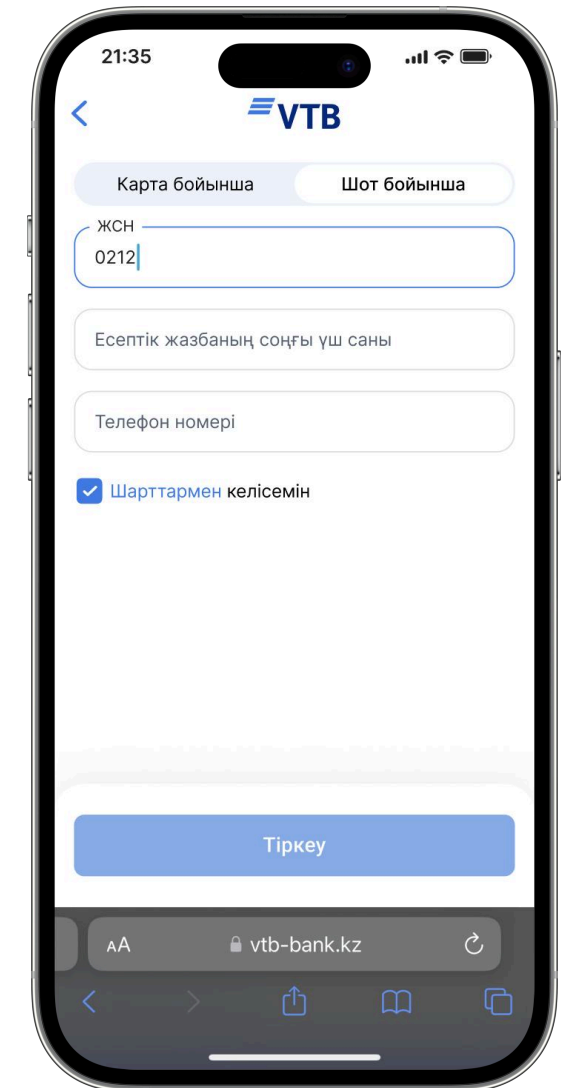 21:35
VTB
Карта бойынша
Шот бойынша
ЖСН
0212
Есептік жазбаның соңғы үш саны
Телефон номері
Шарттармен келісемін
Тіркеу
AA
vtb-bank.kz